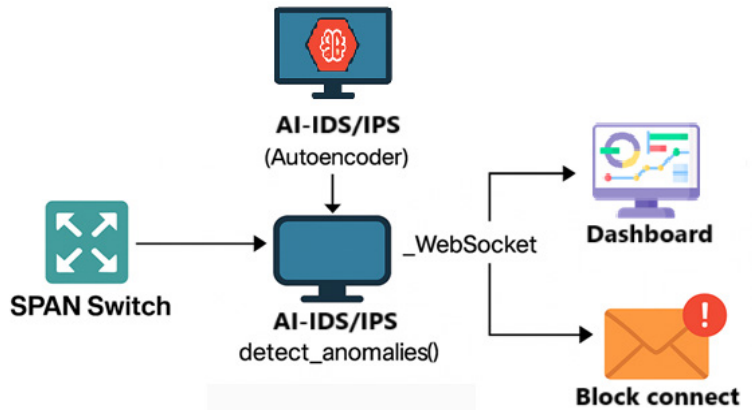 AI-IDS/IPS
(Autoencoder)
SPAN Switch
AI-IDS/IPS
detect_anomalies()
_WebSocket
Dashboard
!
Block connect